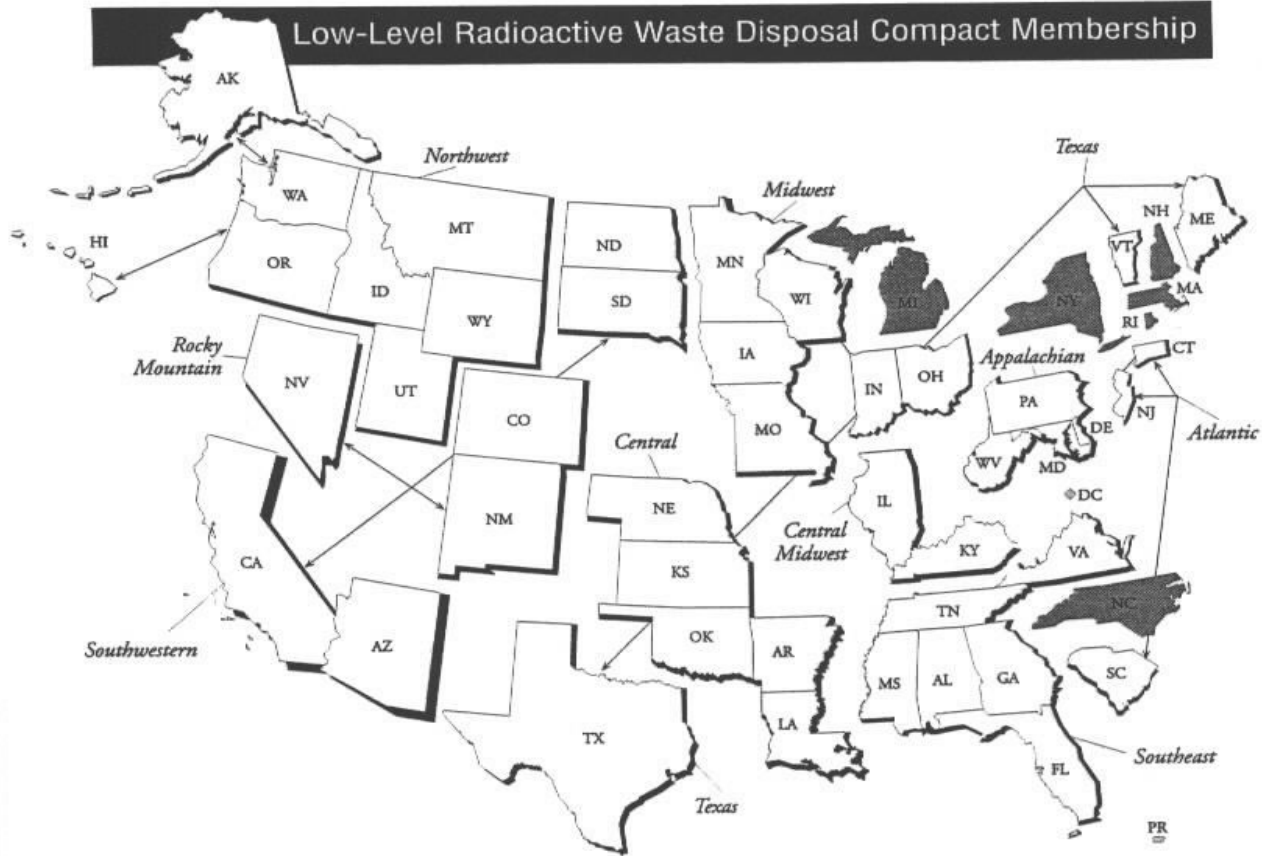 Low-Level Radioactive Waste Disposal Compact Membership
AK
Northwest
Texas
Midwest
WA
MT
ND
MN
NH
ME
HI
VT
OR
ID
SD
WI
MI
NY
MA
WY
RI
Rocky
Mountain
IA
Appalachian
CT
NV
UT
IN
OH
PA
NJ
CO
MO
DE
Atlantic
Central
WV
MD
NE
IL
DC
NM
Central
Midwest
KY
VA
CA
KS
TN
NC
Southwestern
AZ
OK
AR
MS
AL
GA
SC
TX
LA
Southeast
FL
Texas
PR